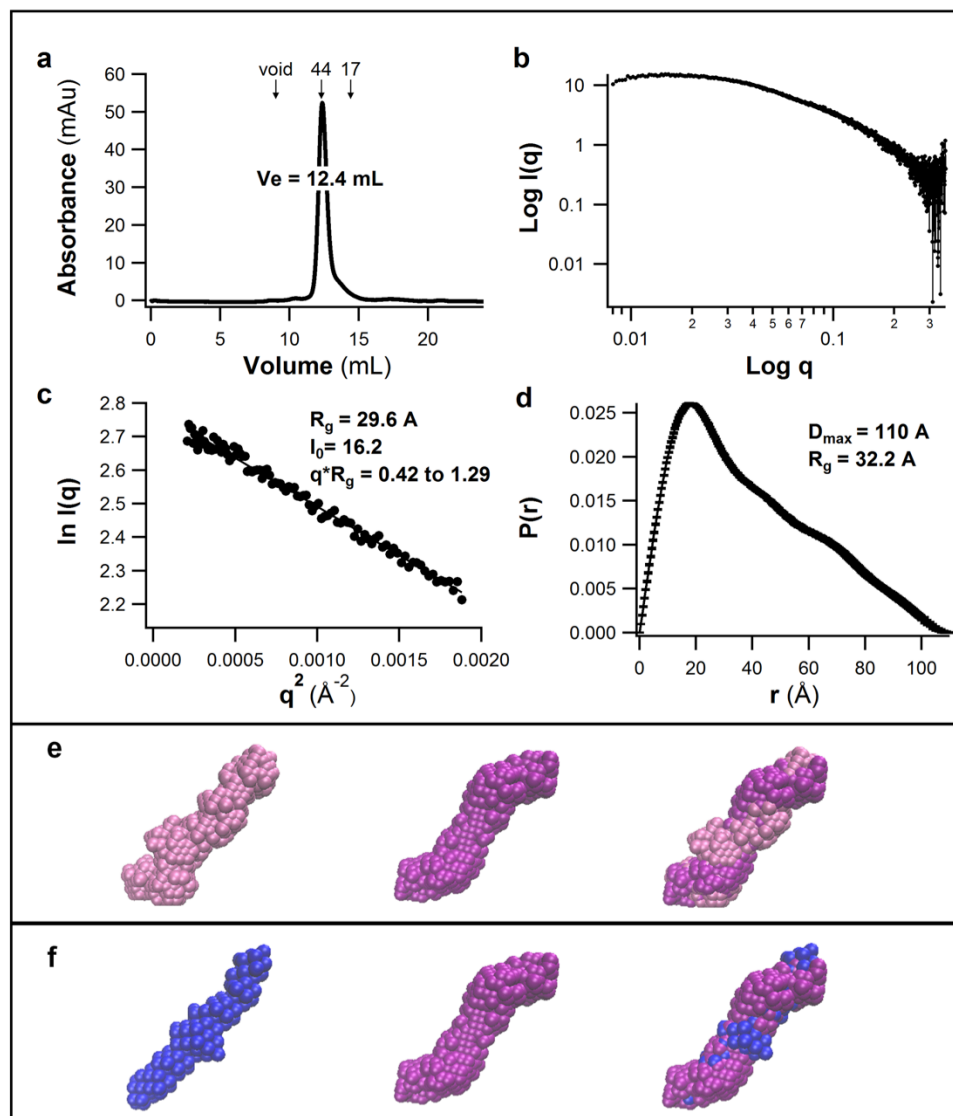 a
void 44 17
60
50
40
30
20
10
0
Absorbance (mAu)
Ve = 12.4 mL
0 5 10 15 20
Volume (mL)
b
10
1
0.1
0.01
Log I(q)
2 3 4 5 6 7 2 3
0.01 0.1
Log q
c
2.8
2.7
2.6
2.5
2.4
2.3
2.2
ln I(q)
Rg = 29.6 A
I0= 16.2
q*Rg = 0.42 to 1.29
0.0000 0.0005 0.0010 0.0015 0.0020
q² (Å⁻²)
d
0.025
0.020
0.015
0.010
0.005
0.000
P(r)
Dmax = 110 A
Rg = 32.2 A
0 20 40 60 80 100
r (Å)
e
f